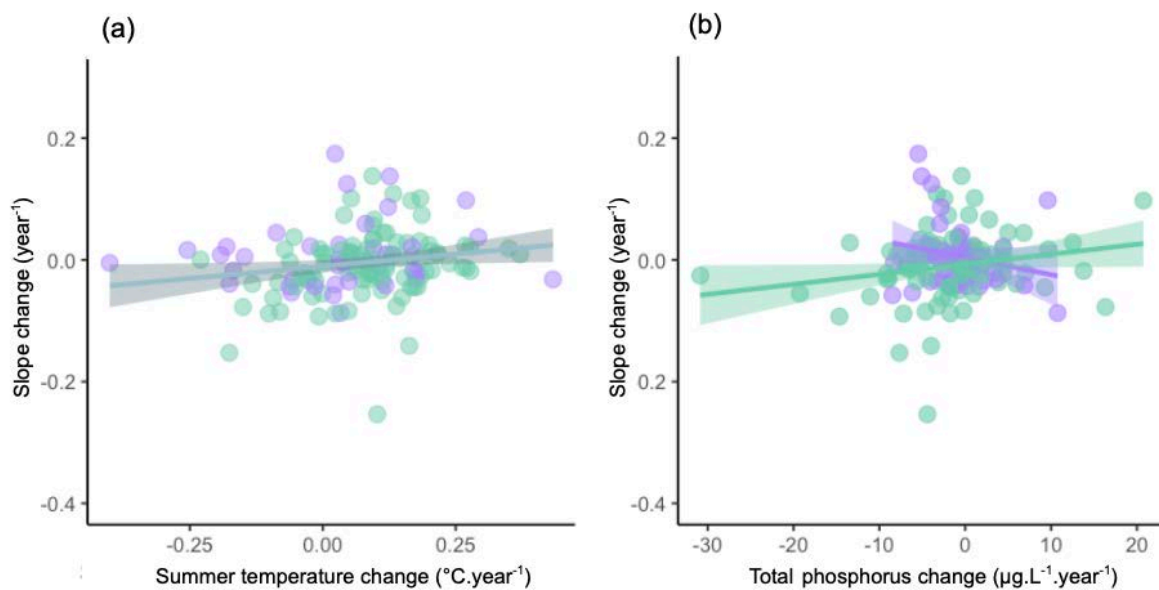 (a)
(b)
Slope change (year⁻¹)
0.2
0.0
-0.2
-0.4
-0.25
0.00
0.25
Summer temperature change (°C.year⁻¹)
Slope change (year⁻¹)
0.2
0.0
-0.2
-0.4
-30
-20
-10
0
10
20
Total phosphorus change (µg.L⁻¹.year⁻¹)